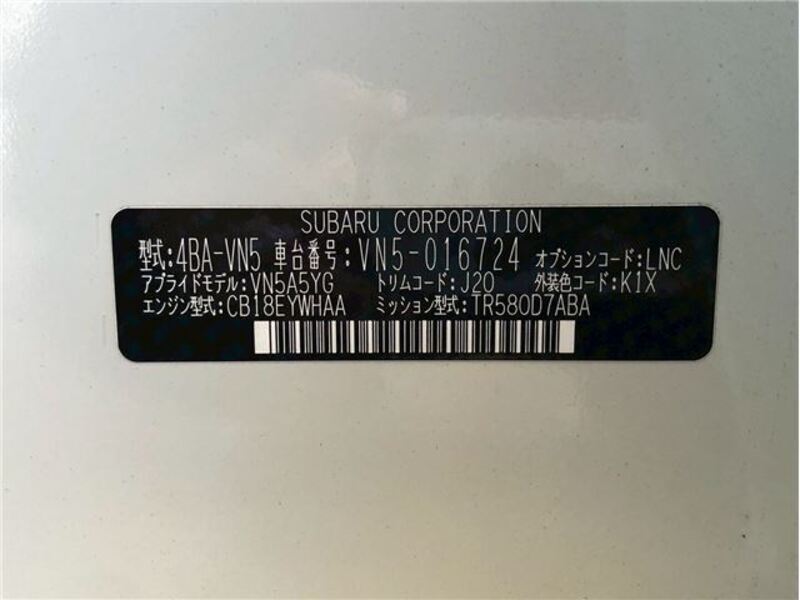 SUBARU CORPORATION
型式:4BA-VN5 車台番号:VN5-016724 オプションコード:LNC
アプライドモデル:VN5A5YG トリムコード:J20 外装色コード:K1X
エンジン型式:CB18EYWHAA ミッション型式:TR580D7ABA